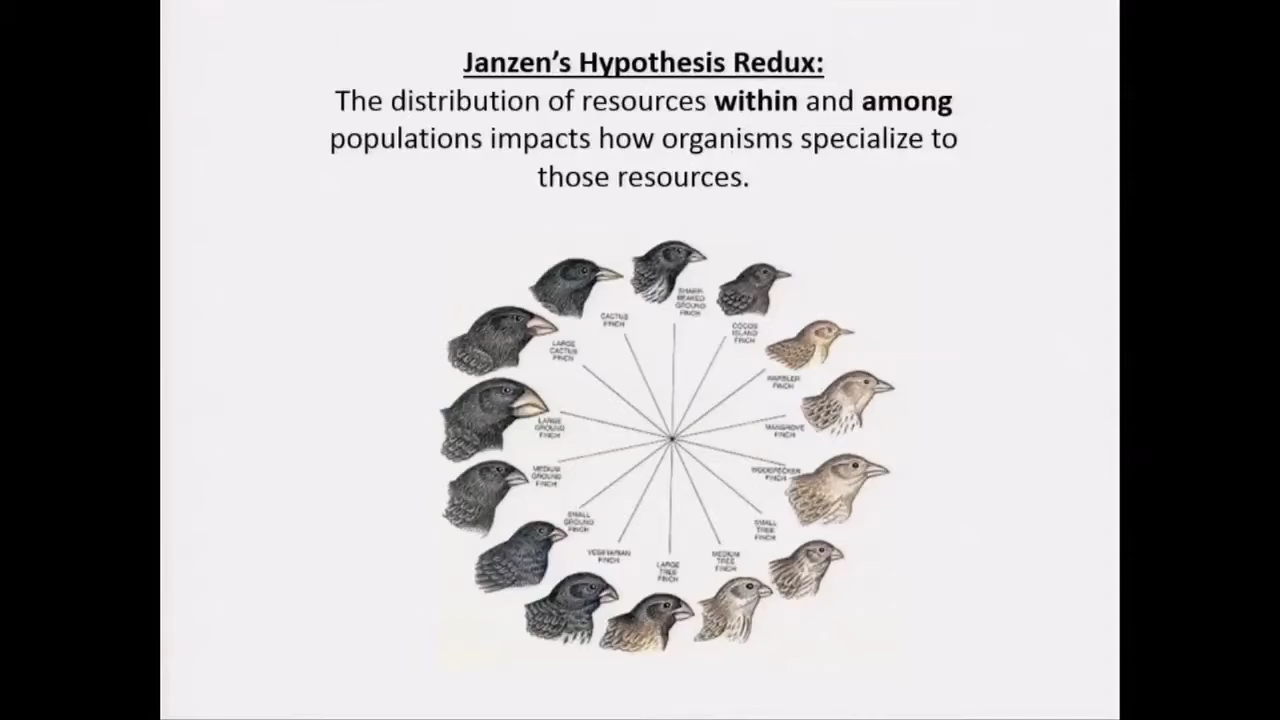 Janzen's Hypothesis Redux:
The distribution of resources within and among
populations impacts how organisms specialize to
those resources.
SHARP
BEAKED
GROUND
FINCH
COCOS
ISLAND
FINCH
WARBLER
FINCH
MANGROVE
FINCH
WOODPECKER
FINCH
SMALL
TREE
FINCH
MEDIUM
TREE
FINCH
LARGE
TREE
FINCH
VEGETARIAN
FINCH
SMALL
GROUND
FINCH
MEDIUM
GROUND
FINCH
LARGE
GROUND
FINCH
LARGE
CACTUS
FINCH
CACTUS
FINCH